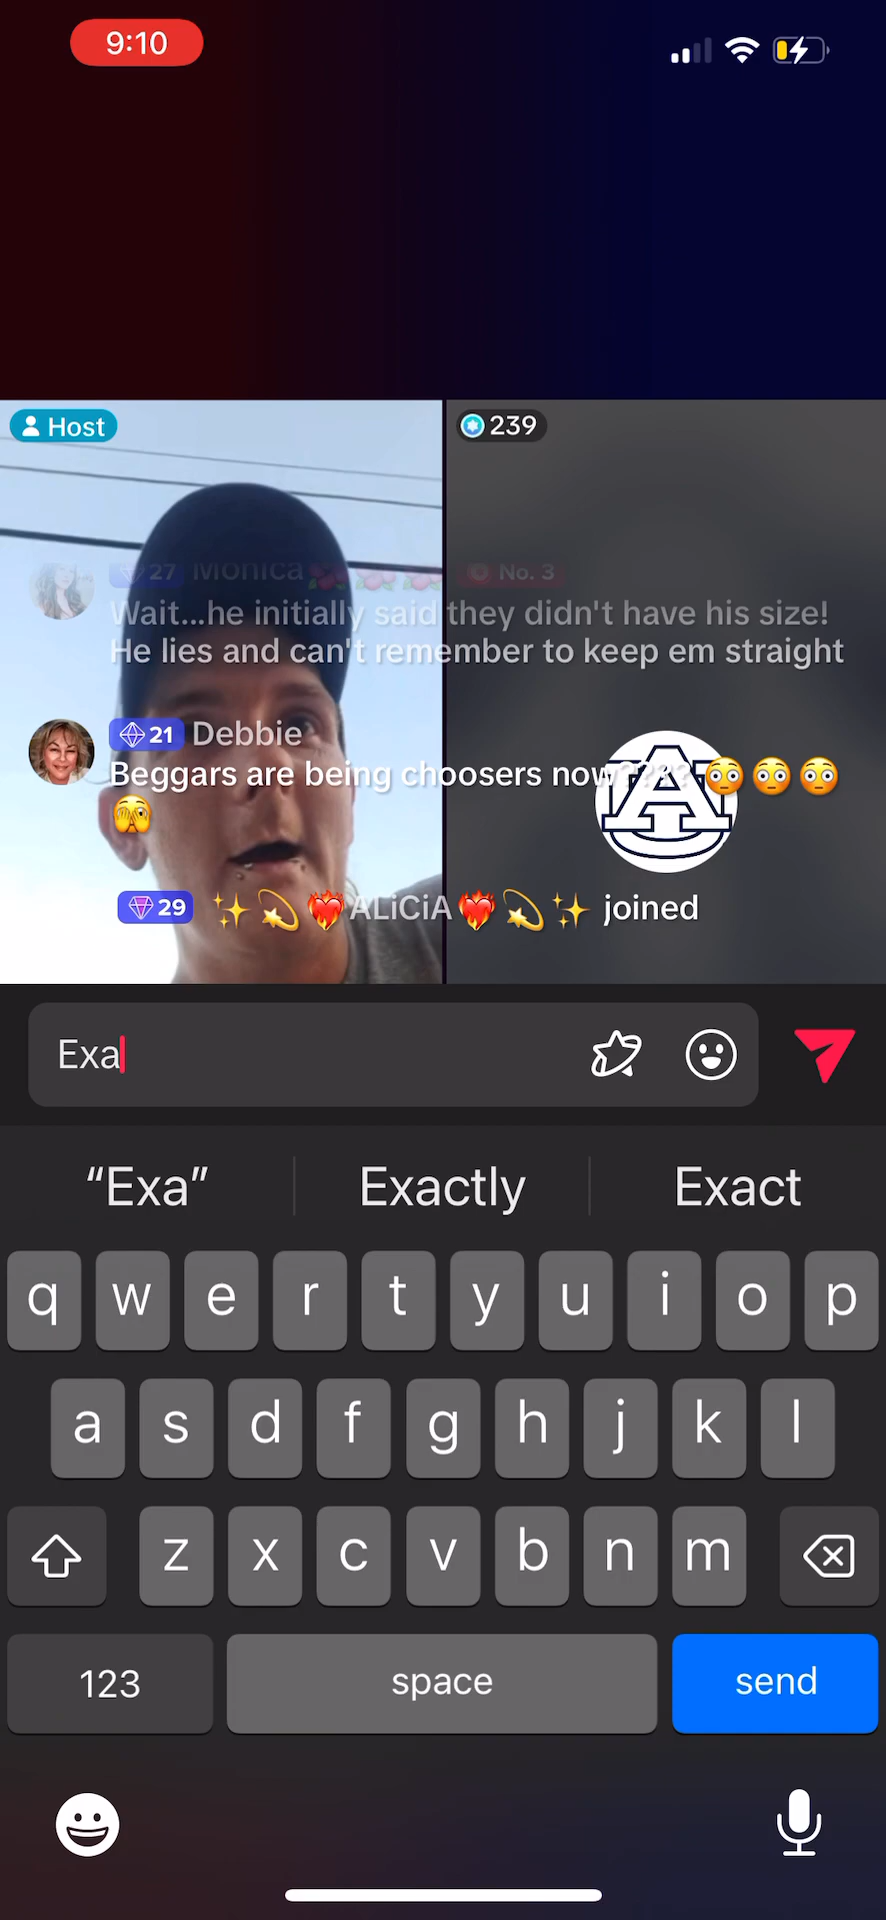 9:10
Host
239
27 Monica No. 3
Wait...he initially said they didn't have his size!
He lies and can't remember to keep em straight
21 Debbie
Beggars are being choosers now???? 😳😳😳
🫣
29 ✨💫❤️‍🔥ALiCiA❤️‍🔥💫✨ joined
A
Exa
“Exa” Exactly Exact
q w e r t y u i o p
a s d f g h j k l
z x c v b n m
123 space send